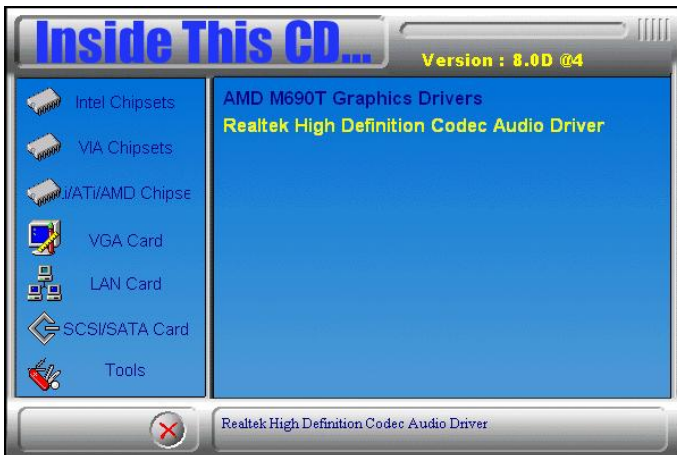 Inside This CD...
Version : 8.0D @4
Intel Chipsets
VIA Chipsets
i/ATi/AMD Chipse
VGA Card
LAN Card
SCSI/SATA Card
Tools
AMD M690T Graphics Drivers
Realtek High Definition Codec Audio Driver
Realtek High Definition Codec Audio Driver